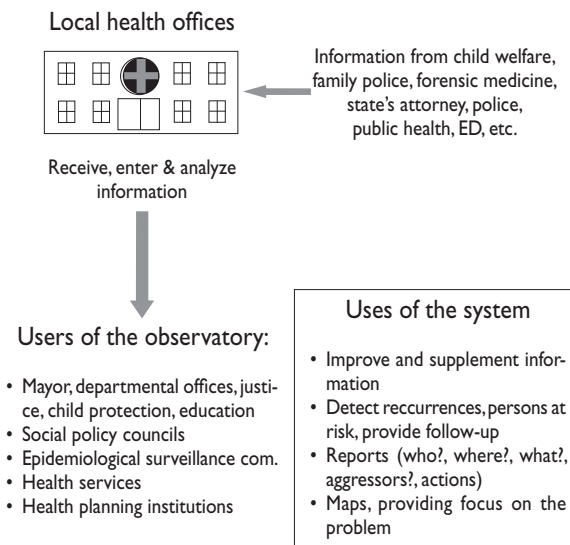 Local health offices
Information from child welfare,
family police, forensic medicine,
state's attorney, police,
public health, ED, etc.
Receive, enter & analyze
information
Users of the observatory:
• Mayor, departmental offices, justi-
ce, child protection, education
• Social policy councils
• Epidemiological surveillance com.
• Health services
• Health planning institutions
Uses of the system
• Improve and supplement infor-
mation
• Detect reccurrences, persons at
risk, provide follow-up
• Reports (who?, where?, what?,
aggressors?, actions)
• Maps, providing focus on the
problem